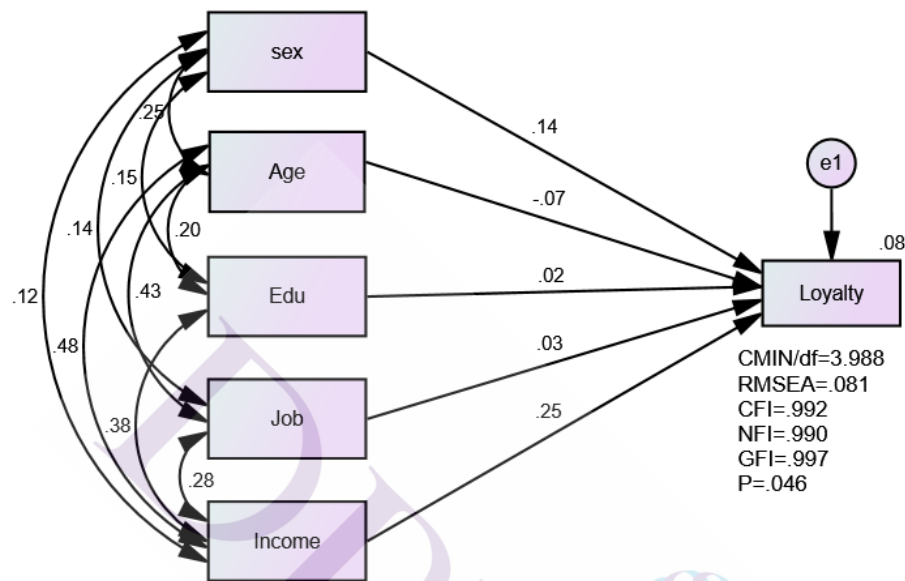 sex
.14
.25
Age
e1
.15
-.07
.20
.14
.08
Edu
.02
Loyalty
.12
.43
.48
.03
CMIN/df=3.988
RMSEA=.081
CFI=.992
NFI=.990
GFI=.997
P=.046
Job
.38
.25
.28
Income